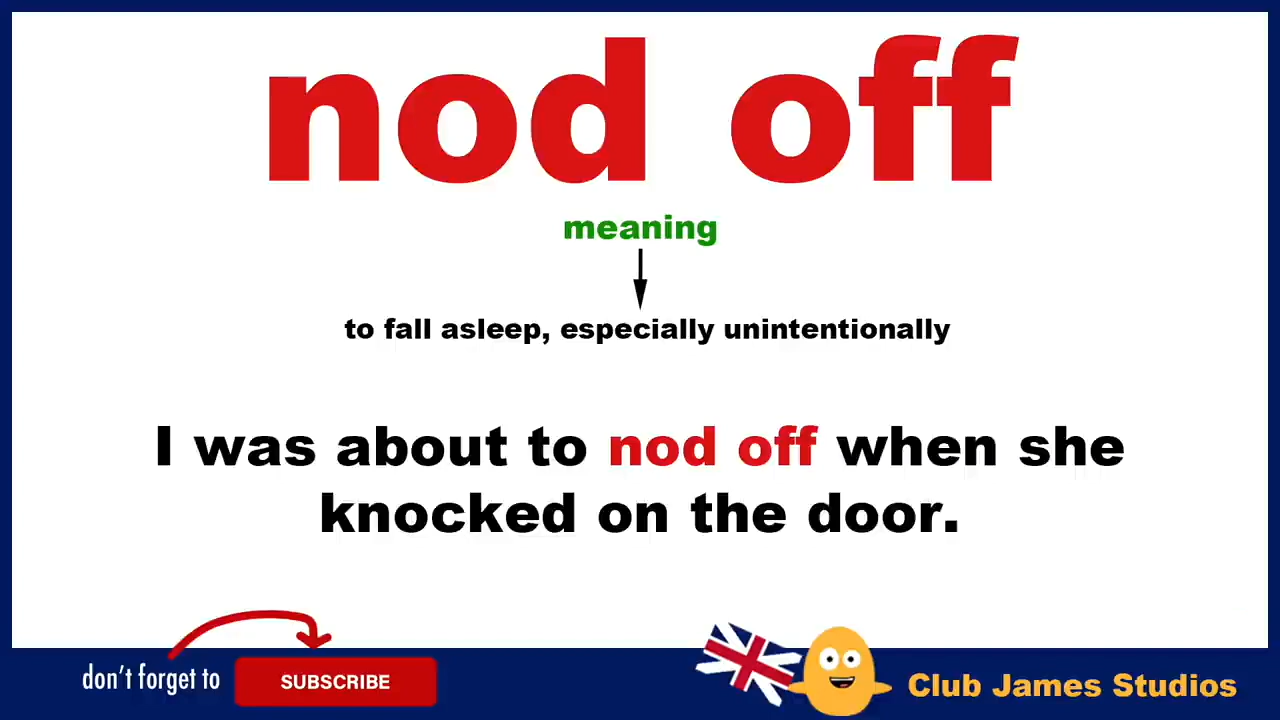 nod off
meaning
to fall asleep, especially unintentionally
I was about to nod off when she
knocked on the door.
don't forget to SUBSCRIBE
Club James Studios